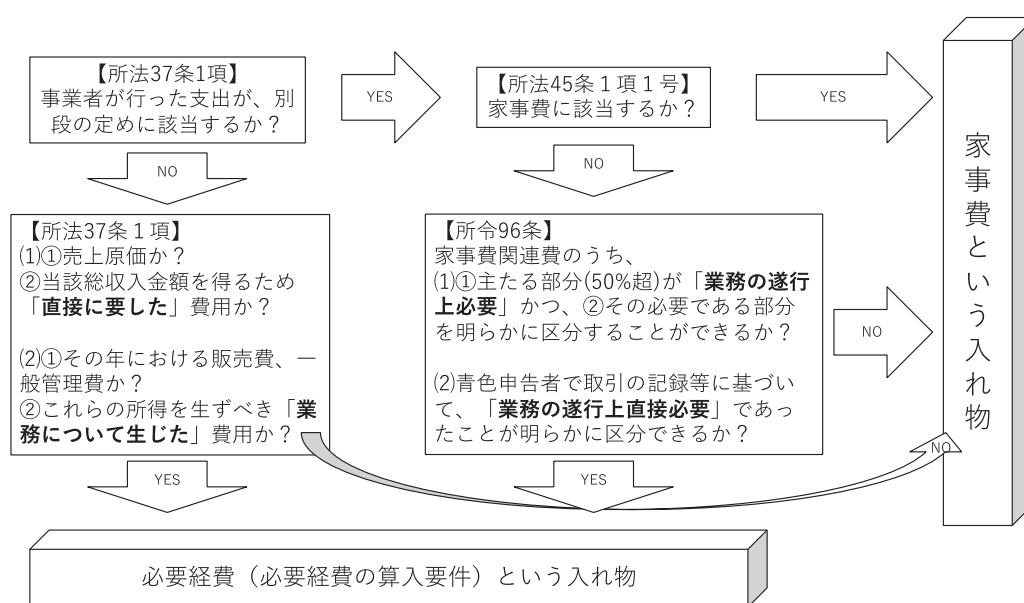 【所法37条1項】
事業者が行った支出が、別
段の定めに該当するか？
YES
【所法45条１項１号】
家事費に該当するか？
YES
NO
NO
【所法37条１項】
⑴①売上原価か？
②当該総収入金額を得るため
「直接に要した」費用か？
⑵①その年における販売費、一
般管理費か？
②これらの所得を生ずべき「業
務について生じた」費用か？
【所令96条】
家事費関連費のうち、
⑴①主たる部分(50%超)が「業務の遂行
上必要」かつ、②その必要である部分
を明らかに区分することができるか？
⑵青色申告者で取引の記録等に基づい
て、「業務の遂行上直接必要」であっ
たことが明らかに区分できるか？
NO
NO
YES
YES
家事費という入れ物
必要経費（必要経費の算入要件）という入れ物